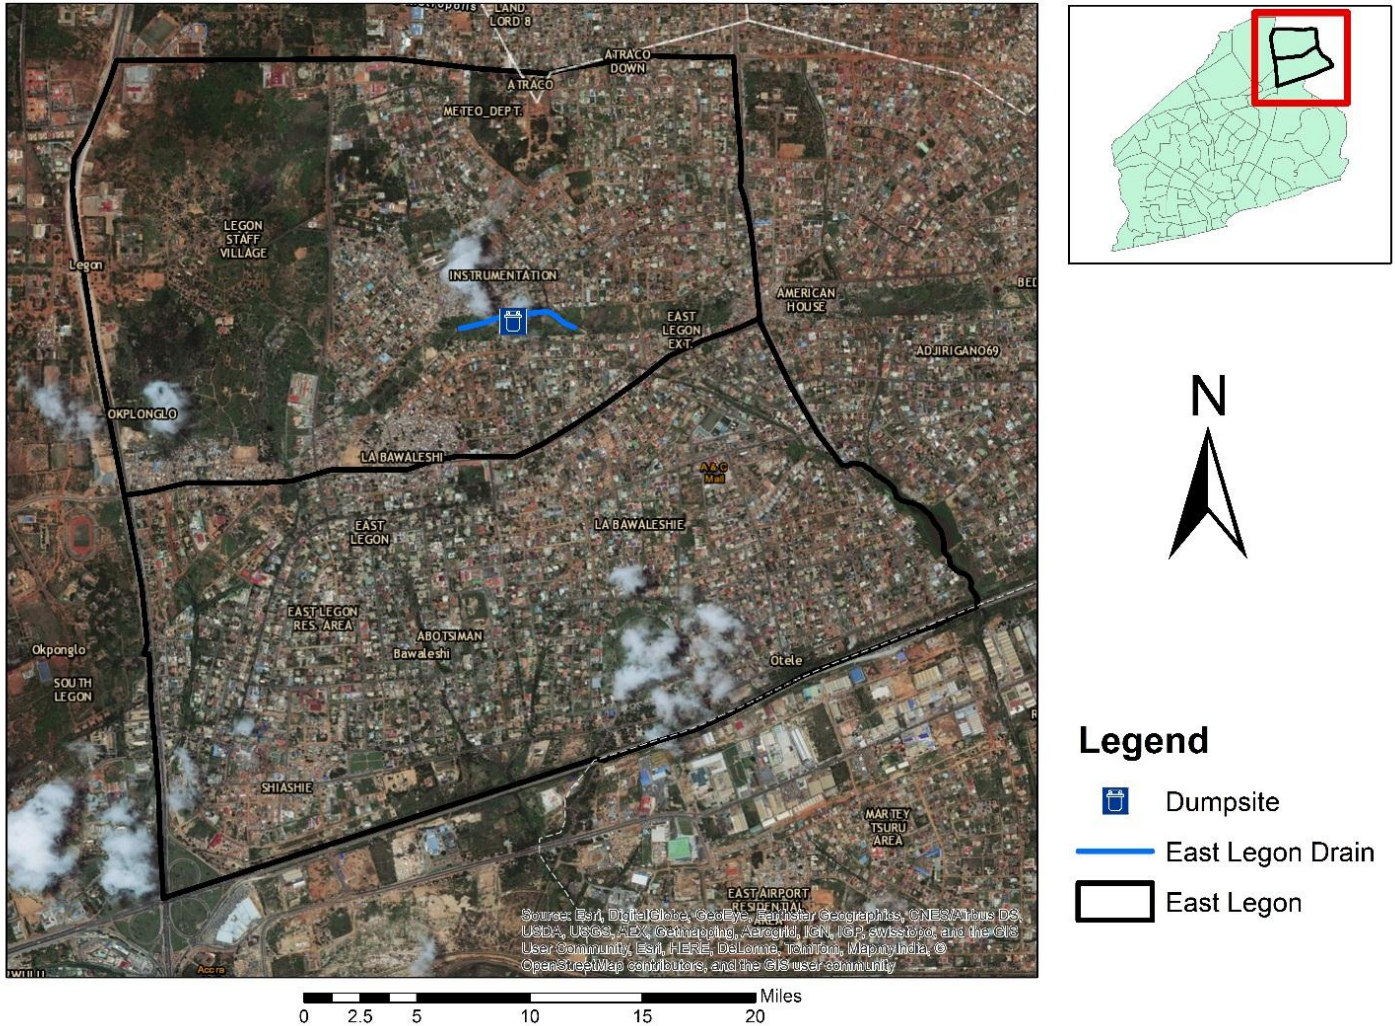 Metropolis
LAND
LORD 8
ATRACO
DOWN
ATRACO
METEO_DEPT.
LEGON
STAFF
VILLAGE
Legon
INSTRUMENTATION
AMERICAN
HOUSE
BED
EAST
LEGON
EXT.
ADJIRIGANO69
OKPLONGLO
LA BAWALESHI
A & C
Mall
EAST
LEGON
LA BAWALESHIE
EAST LEGON
RES. AREA
ABOTSIMAN
Bawaleshi
Okponglo
SOUTH
LEGON
Otele
R
SHIASHIE
MARTEY
TSURU
AREA
EAST AIRPORT
RESIDENTIAL
AREA
Accra
OWULU
Source: Esri, DigitalGlobe, GeoEye, Earthstar Geographics, CNES/Airbus DS,
USDA, USGS, AEX, Getmapping, Aerogrid, IGN, IGP, swisstopo, and the GIS
User Community, Esri, HERE, DeLorme, TomTom, MapmyIndia, ©
OpenStreetMap contributors, and the GIS user community
N
Legend
Dumpsite
East Legon Drain
East Legon
Miles
0 2.5 5 10 15 20